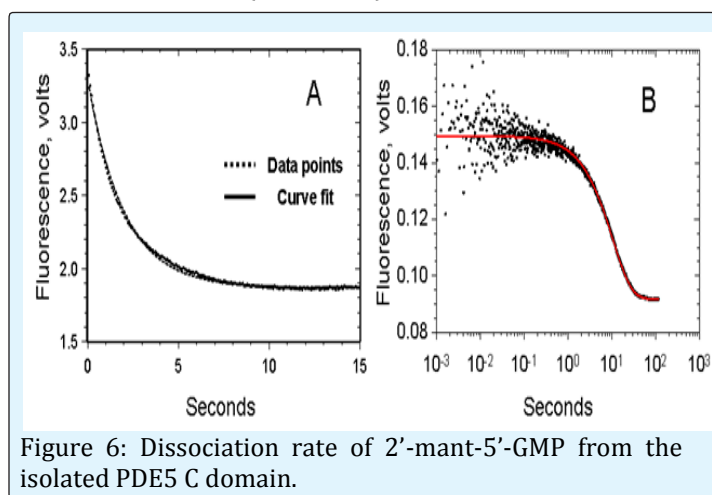 3.5
3.0
2.5
2.0
1.5
Fluorescence, volts
A
Data points
Curve fit
0
5
10
15
Seconds
0.18
0.16
0.14
0.12
0.10
0.08
Fluorescence, volts
B
10-3 10-2 10-1 100 101 102 103
Seconds
Figure 6: Dissociation rate of 2’-mant-5’-GMP from the
isolated PDE5 C domain.